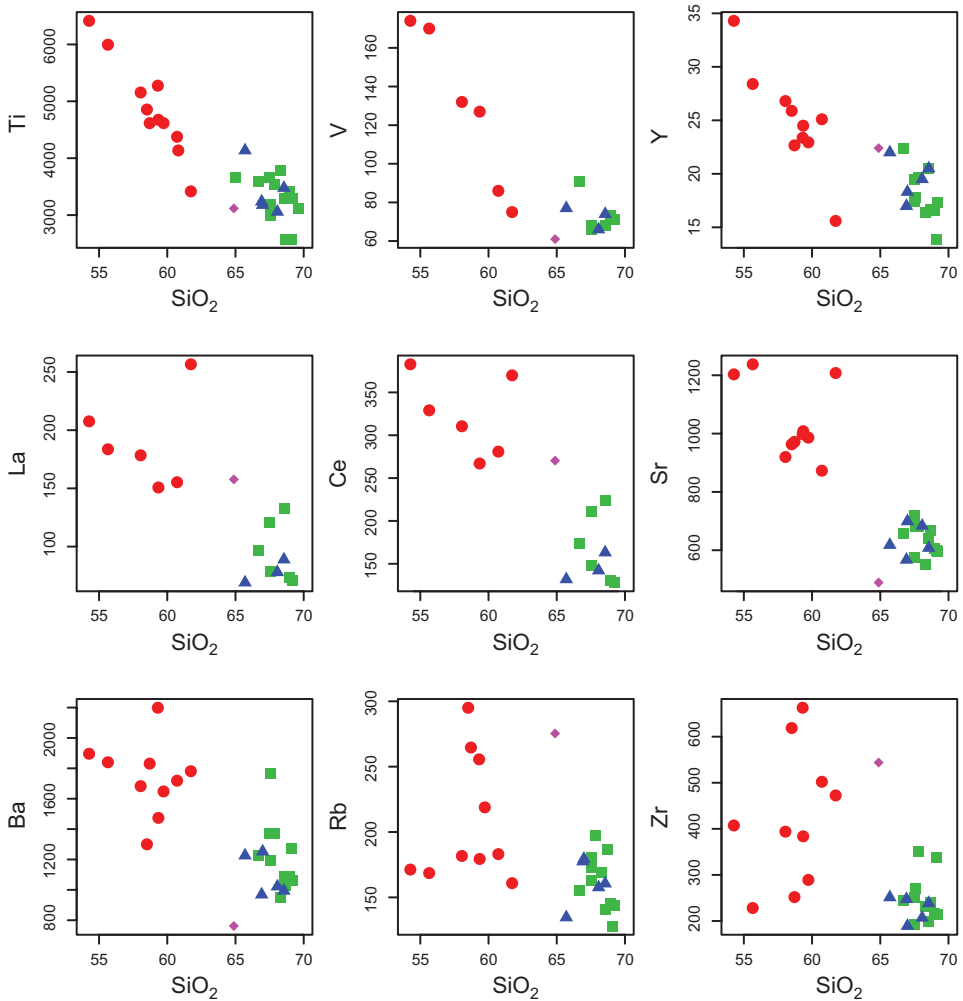 Ti
3000 4000 5000 6000
55 60 65 70
SiO₂
V
60 80 100 120 140 160
55 60 65 70
SiO₂
Y
15 20 25 30 35
55 60 65 70
SiO₂
La
100 150 200 250
55 60 65 70
SiO₂
Ce
150 200 250 300 350
55 60 65 70
SiO₂
Sr
600 800 1000 1200
55 60 65 70
SiO₂
Ba
800 1200 1600 2000
55 60 65 70
SiO₂
Rb
150 200 250 300
55 60 65 70
SiO₂
Zr
200 300 400 500 600
55 60 65 70
SiO₂